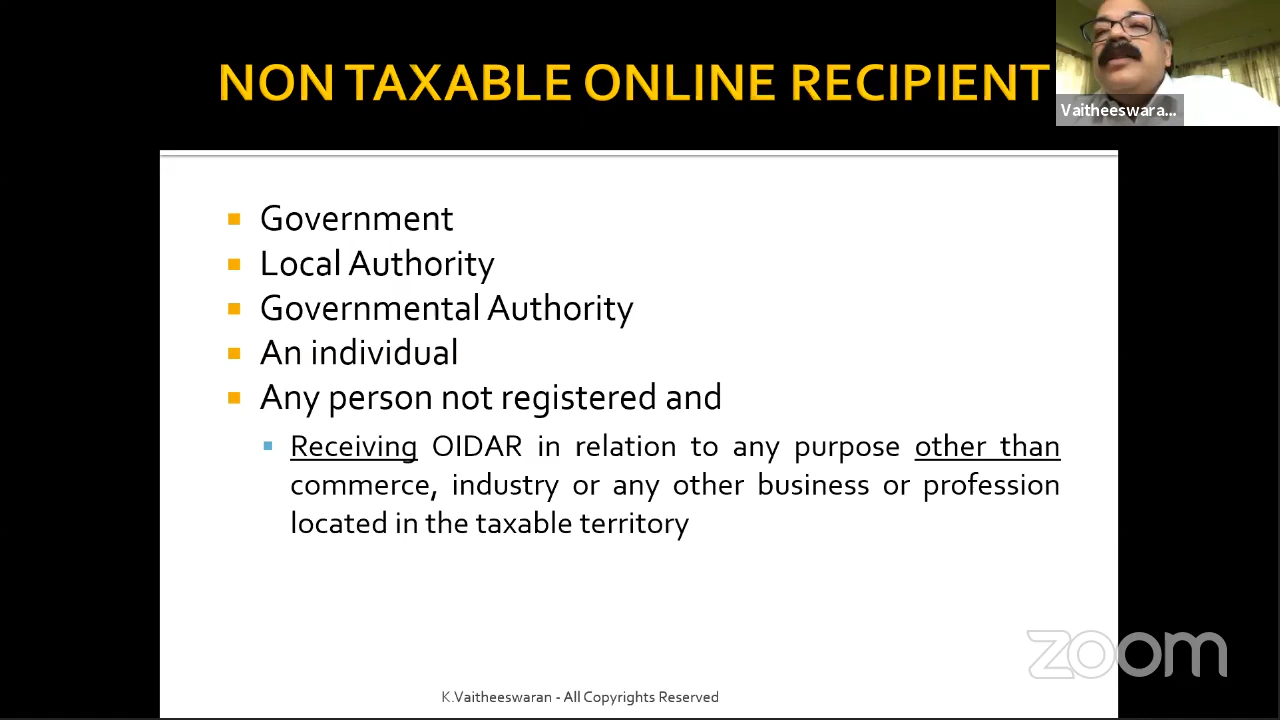 NON TAXABLE ONLINE RECIPIENT
Vaitheeswara...
Government
Local Authority
Governmental Authority
An individual
Any person not registered and
Receiving OIDAR in relation to any purpose other than
commerce, industry or any other business or profession
located in the taxable territory
zoom
K.Vaitheeswaran - All Copyrights Reserved